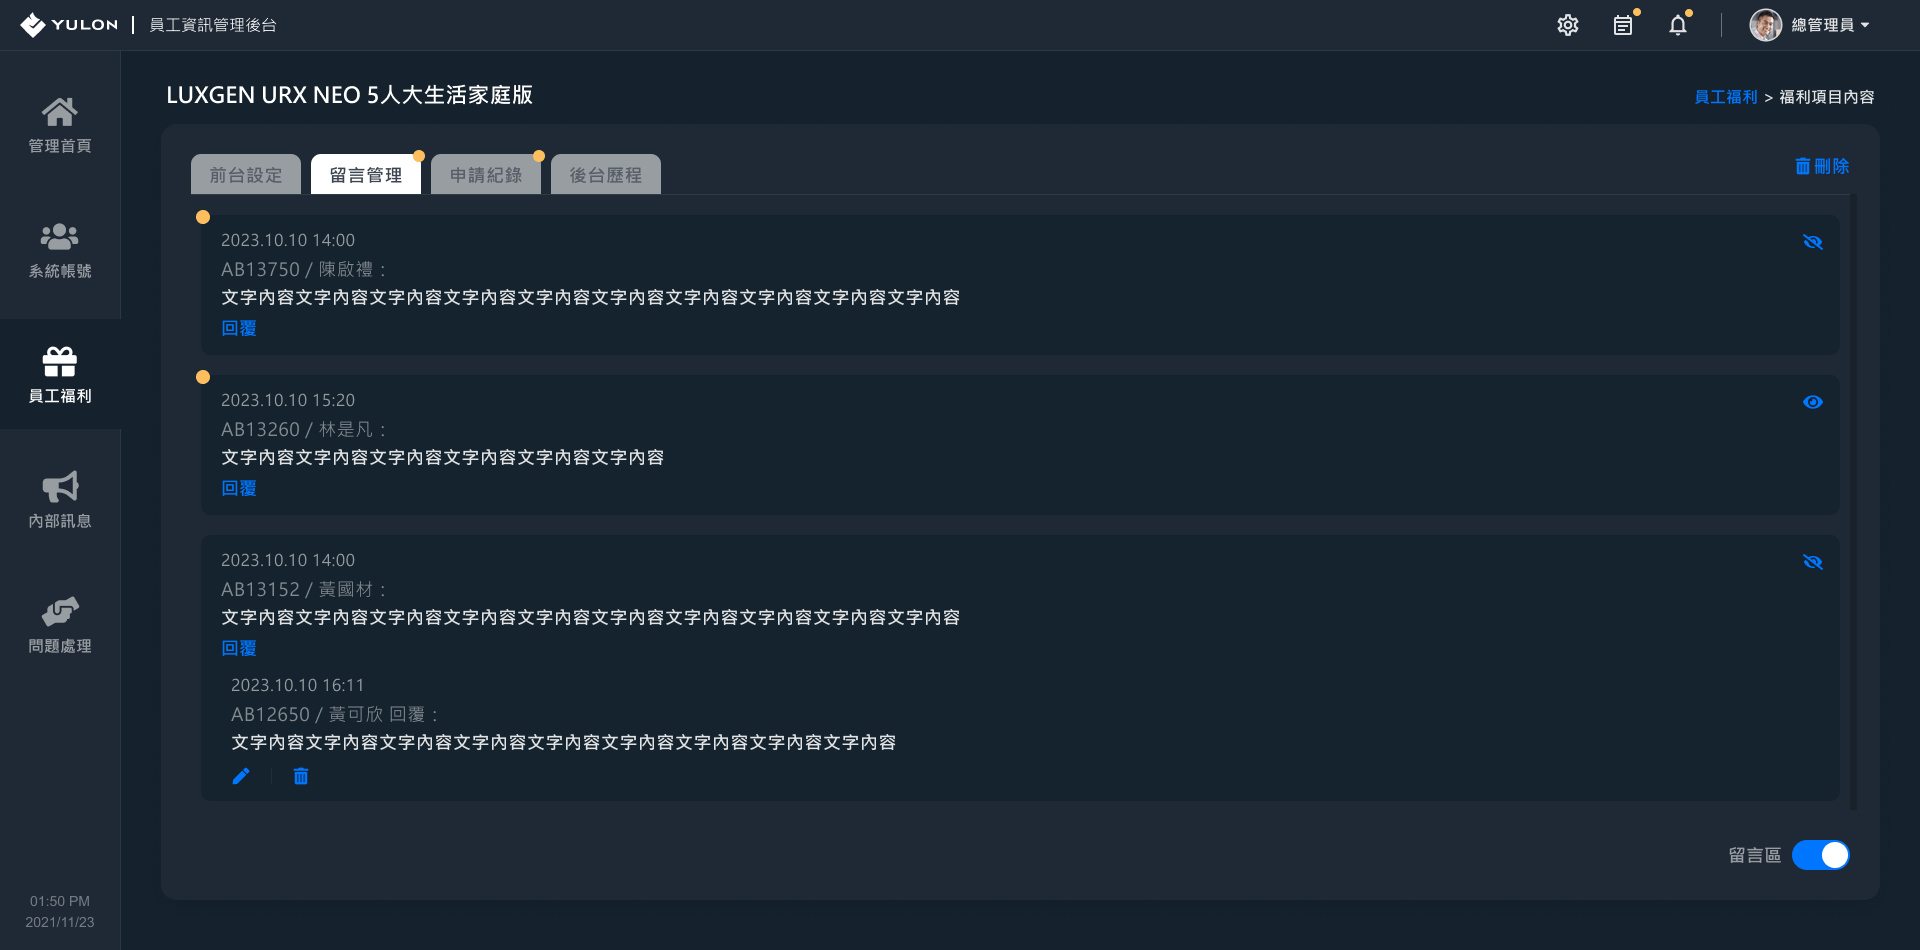 YULON
員工資訊管理後台
總管理員
管理首頁
系統帳號
員工福利
內部訊息
問題處理
01:50 PM
2021/11/23
LUXGEN URX NEO 5人大生活家庭版
員工福利 > 福利項目內容
前台設定
留言管理
申請紀錄
後台歷程
刪除
2023.10.10 14:00
AB13750 / 陳啟禮：
文字內容文字內容文字內容文字內容文字內容文字內容文字內容文字內容文字內容文字內容
回覆
2023.10.10 15:20
AB13260 / 林是凡：
文字內容文字內容文字內容文字內容文字內容文字內容
回覆
2023.10.10 14:00
AB13152 / 黃國材：
文字內容文字內容文字內容文字內容文字內容文字內容文字內容文字內容文字內容文字內容
回覆
2023.10.10 16:11
AB12650 / 黃可欣 回覆：
文字內容文字內容文字內容文字內容文字內容文字內容文字內容文字內容文字內容
留言區